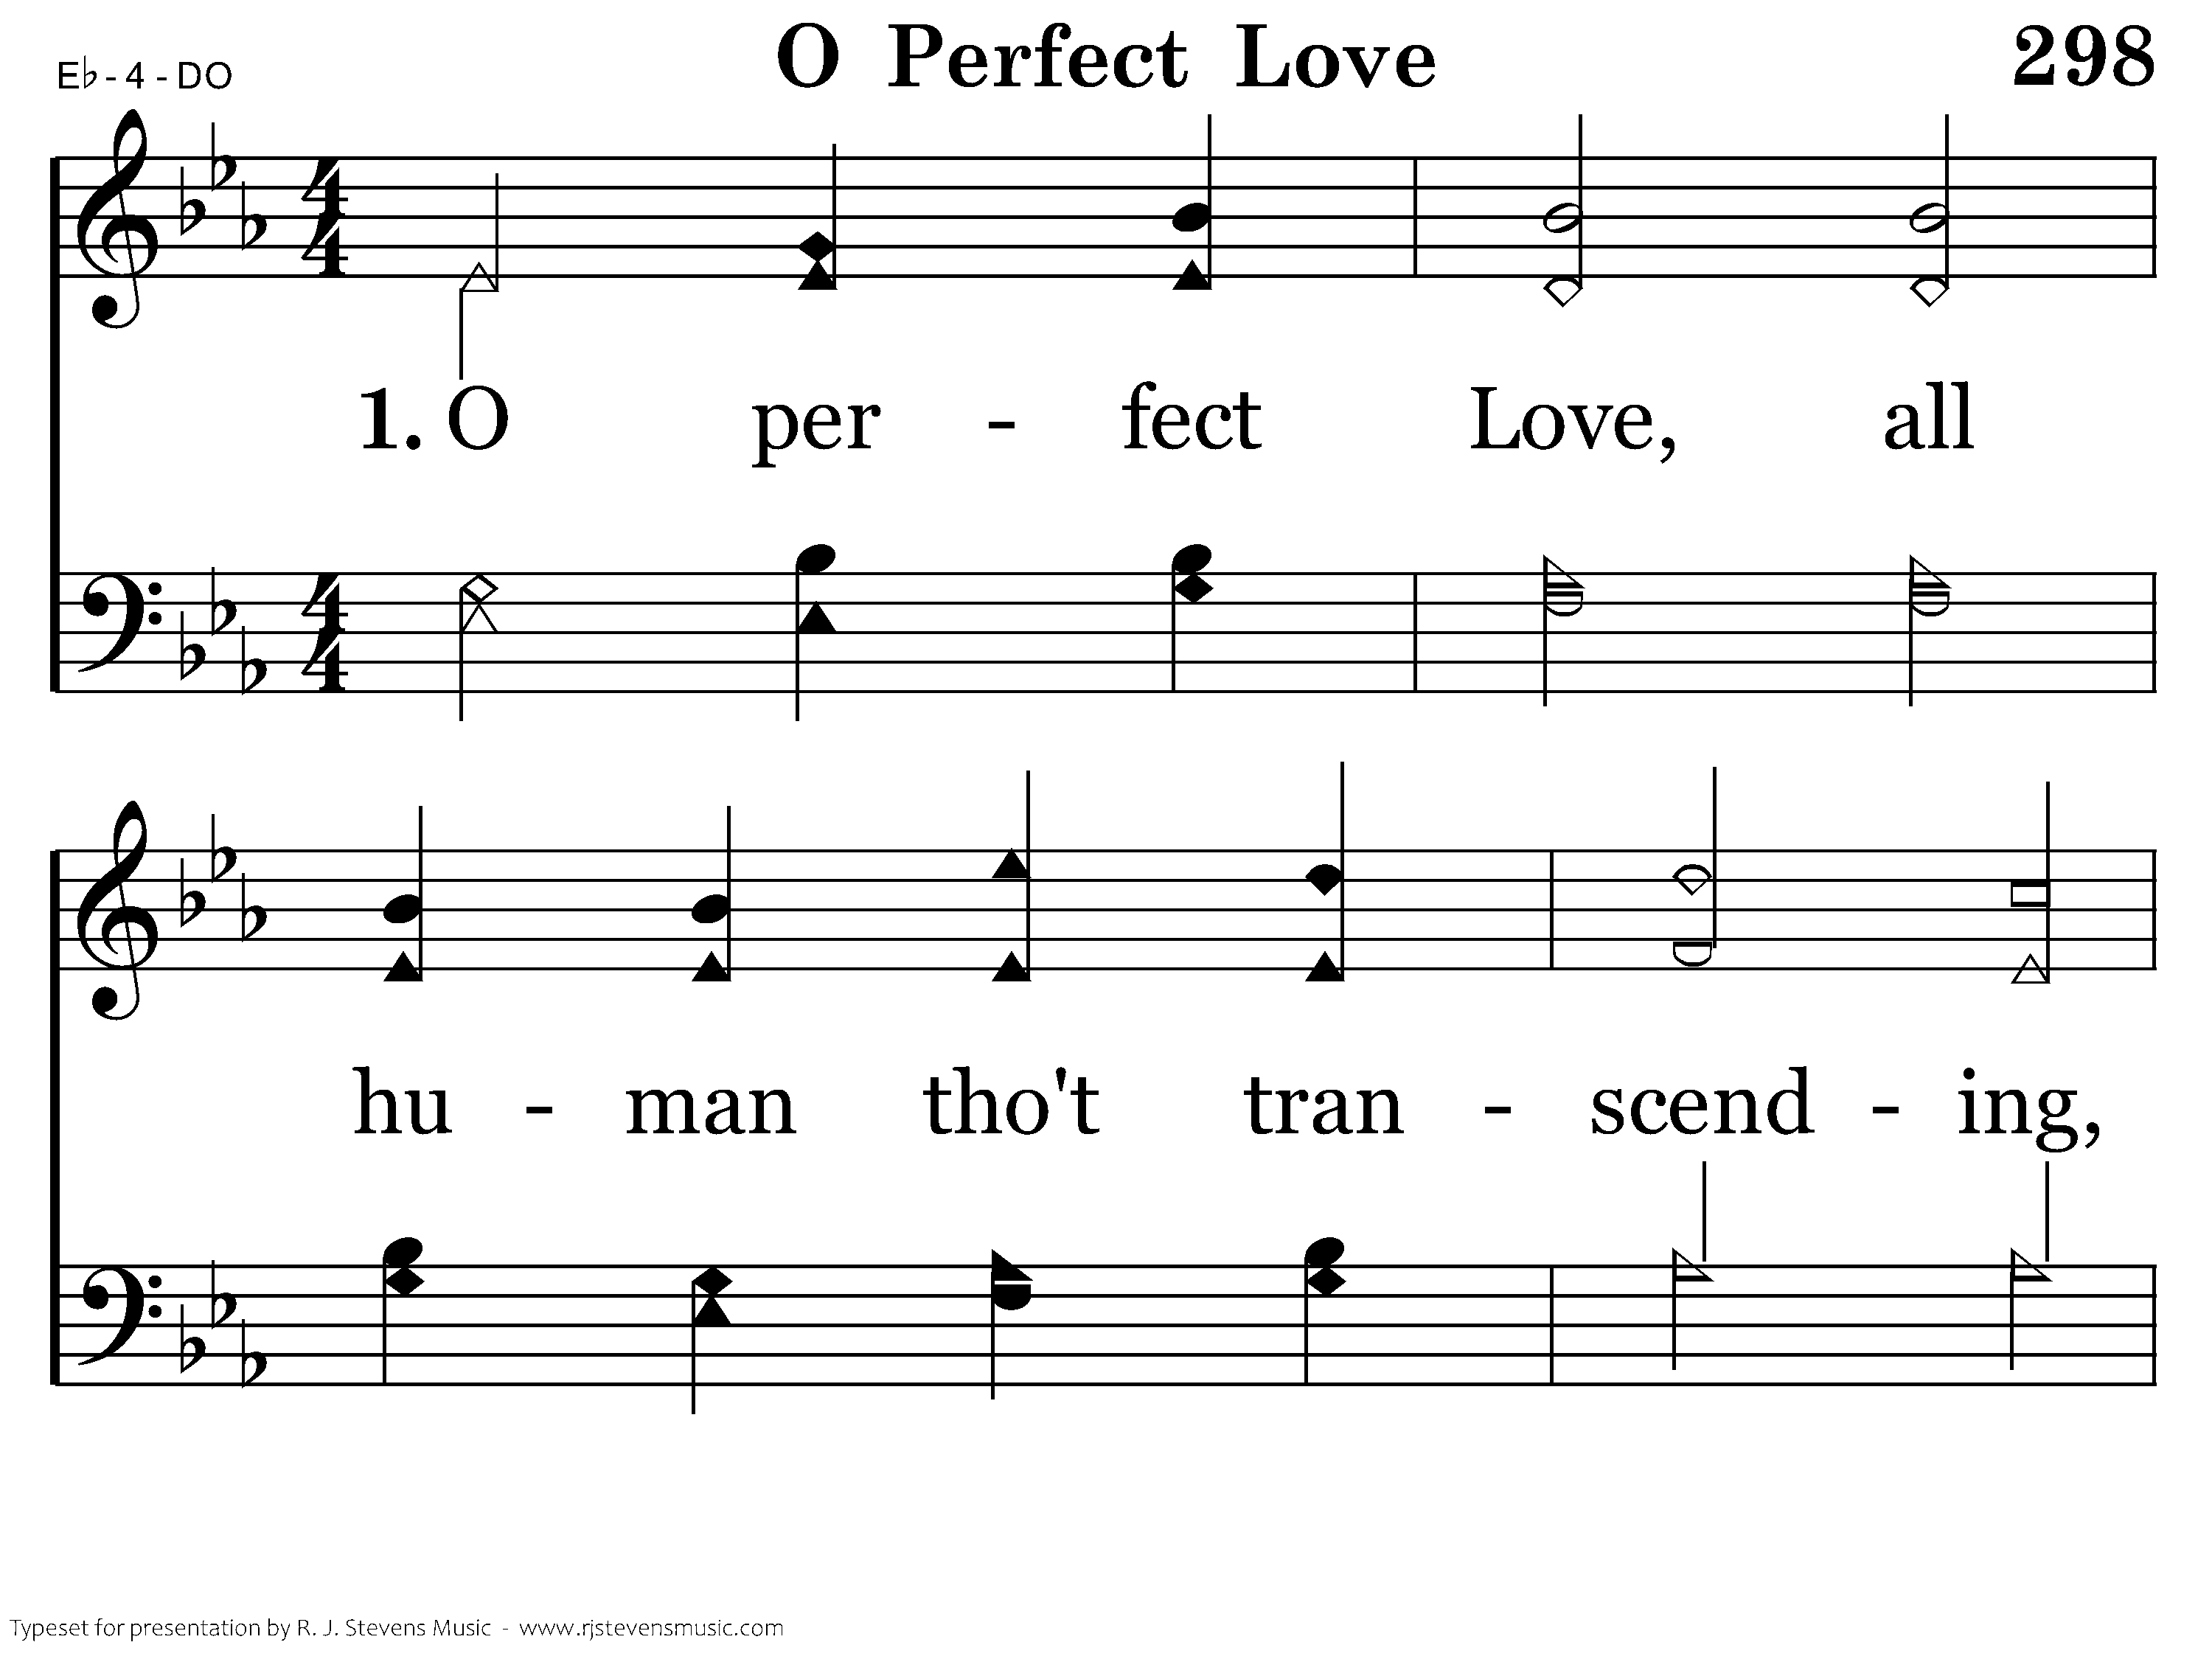 E♭ - 4 - DO
O Perfect Love
298
1. O per - fect Love, all
hu - man tho't tran - scend - ing,
Typeset for presentation by R. J. Stevens Music - www.rjstevensmusic.com